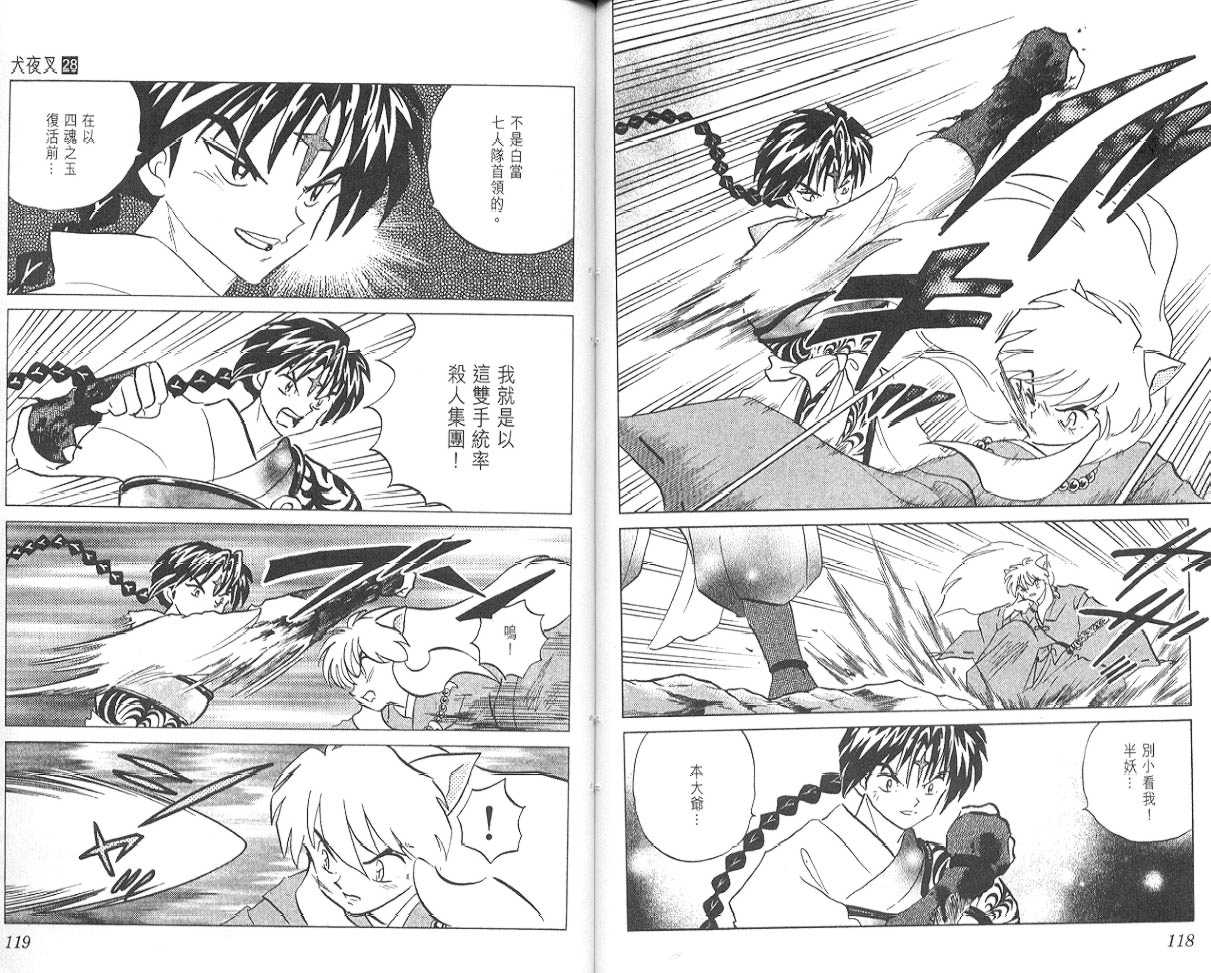 別小看我！
半妖…
本大爺…
118
犬夜叉 28
不是白當
七人隊首領的。
在以
四魂之玉
復活前…
我就是以
這雙手統率
殺人集團！
嗚！
！
119